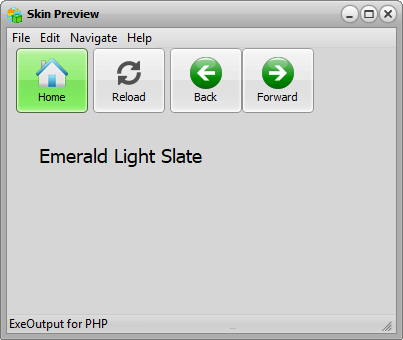 Skin Preview
File Edit Navigate Help
Home Reload Back Forward
Emerald Light Slate
ExeOutput for PHP